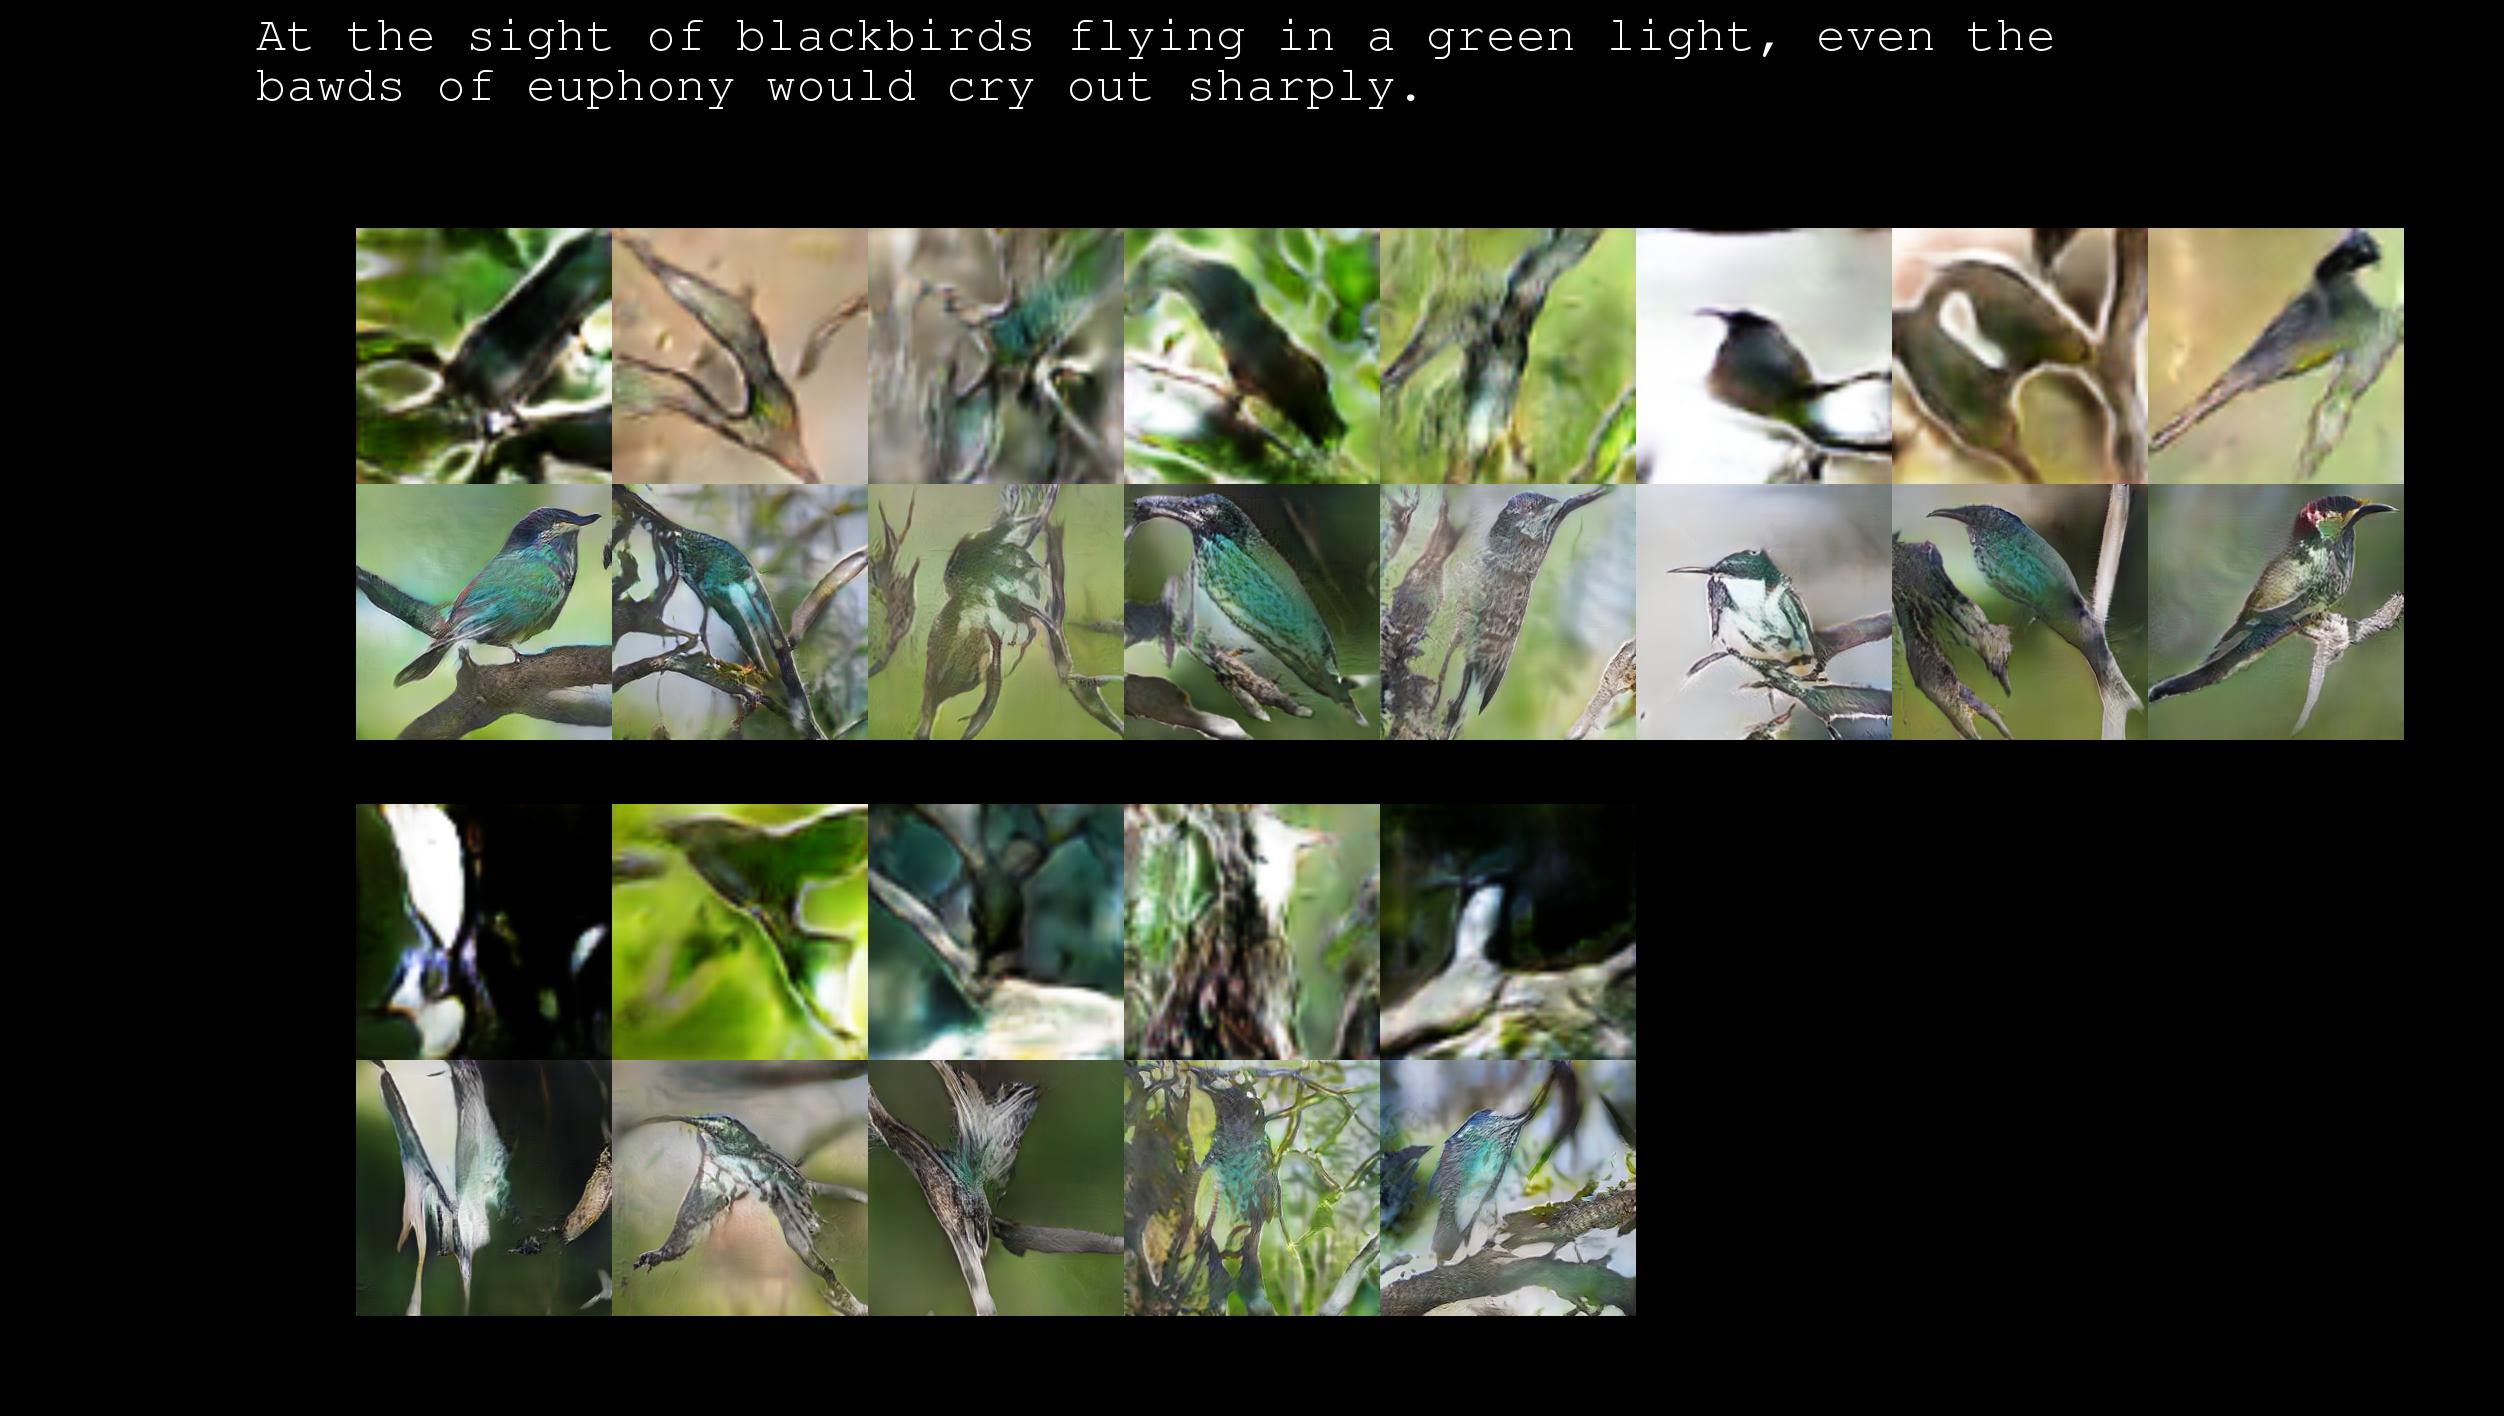 At the sight of blackbirds flying in a green light, even the
bawds of euphony would cry out sharply.